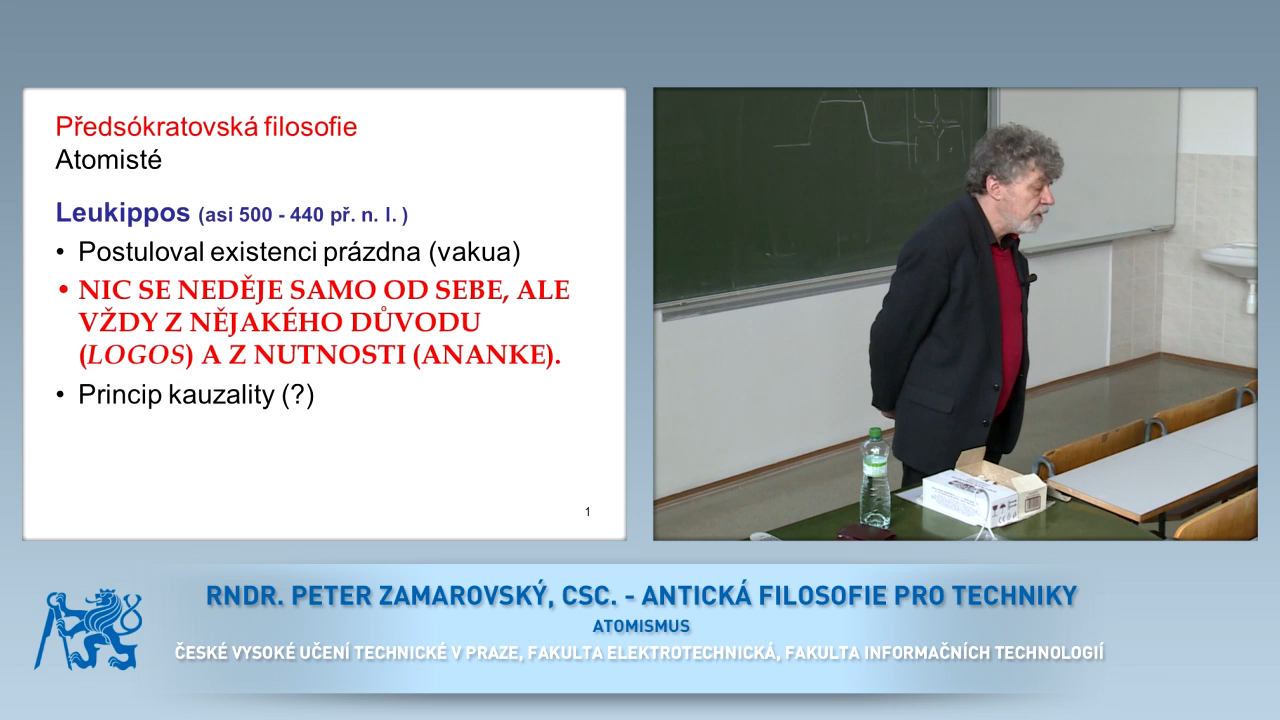 Předsókratovská filosofie
Atomisté
Leukippos (asi 500 - 440 př. n. l. )
• Postuloval existenci prázdna (vakua)
• NIC SE NEDĚJE SAMO OD SEBE, ALE
VŽDY Z NĚJAKÉHO DŮVODU
(LOGOS) A Z NUTNOSTI (ANANKE).
• Princip kauzality (?)
1
RNDR. PETER ZAMAROVSKÝ, CSC. - ANTICKÁ FILOSOFIE PRO TECHNIKY
ATOMISMUS
ČESKÉ VYSOKÉ UČENÍ TECHNICKÉ V PRAZE, FAKULTA ELEKTROTECHNICKÁ, FAKULTA INFORMAČNÍCH TECHNOLOGIÍ